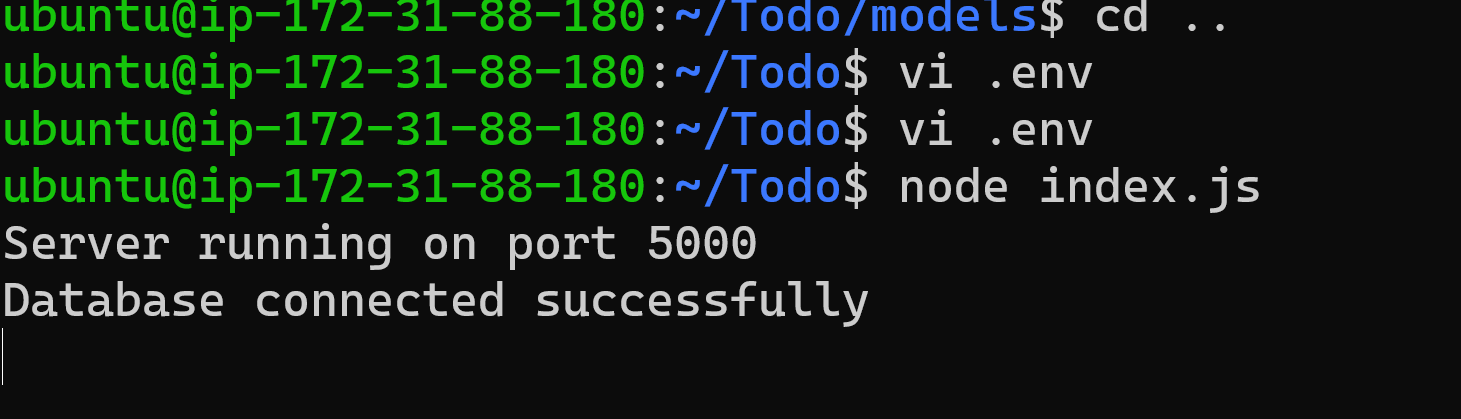 ubuntu@ip-172-31-88-180:~/Todo/models$ cd ..
ubuntu@ip-172-31-88-180:~/Todo$ vi .env
ubuntu@ip-172-31-88-180:~/Todo$ vi .env
ubuntu@ip-172-31-88-180:~/Todo$ node index.js
Server running on port 5000
Database connected successfully